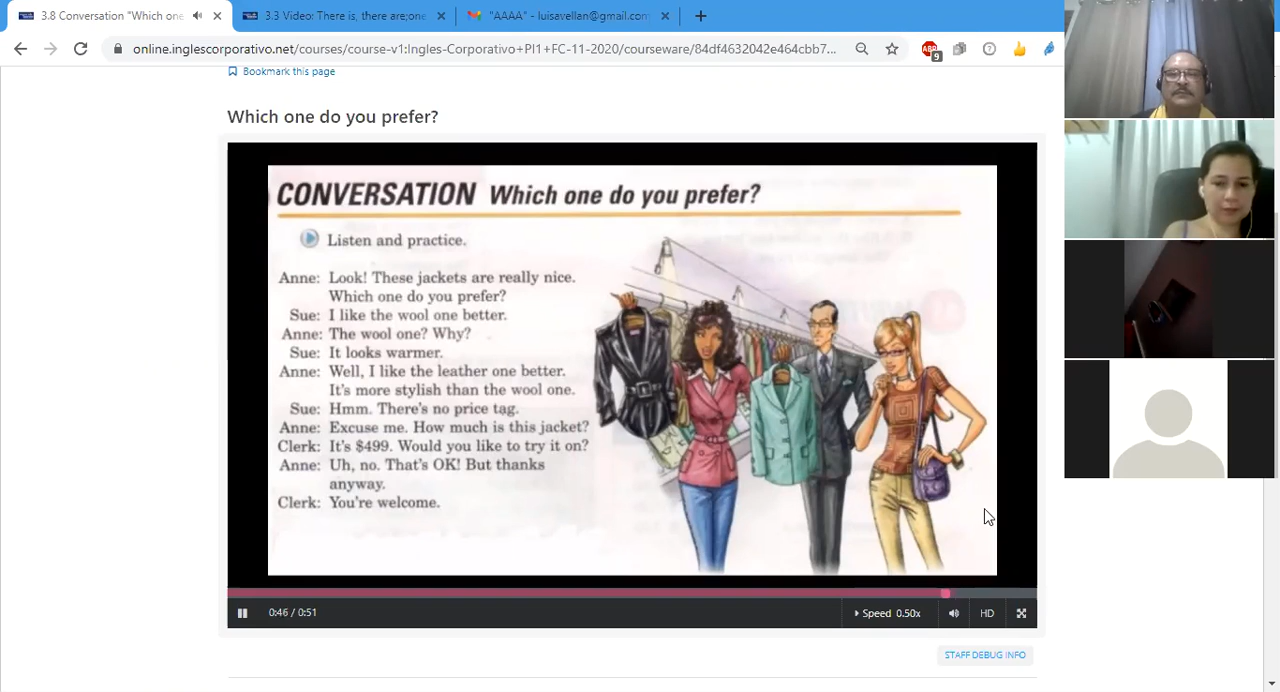 3.8 Conversation "Which one
3.3 Video: There is, there are;one
"AAAA" - luisavellan@gmail.com
online.inglescorporativo.net/courses/course-v1:Ingles-Corporativo+PI1+FC-11-2020/courseware/84df4632042e464cbb7...
ABP
9
Bookmark this page
Which one do you prefer?
CONVERSATION Which one do you prefer?
Listen and practice.
Anne: Look! These jackets are really nice.
Which one do you prefer?
Sue: I like the wool one better.
Anne: The wool one? Why?
Sue: It looks warmer.
Anne: Well, I like the leather one better.
It's more stylish than the wool one.
Sue: Hmm. There's no price tag.
Anne: Excuse me. How much is this jacket?
Clerk: It's $499. Would you like to try it on?
Anne: Uh, no. That's OK! But thanks
anyway.
Clerk: You're welcome.
0:46 / 0:51
Speed 0.50x
HD
STAFF DEBUG INFO